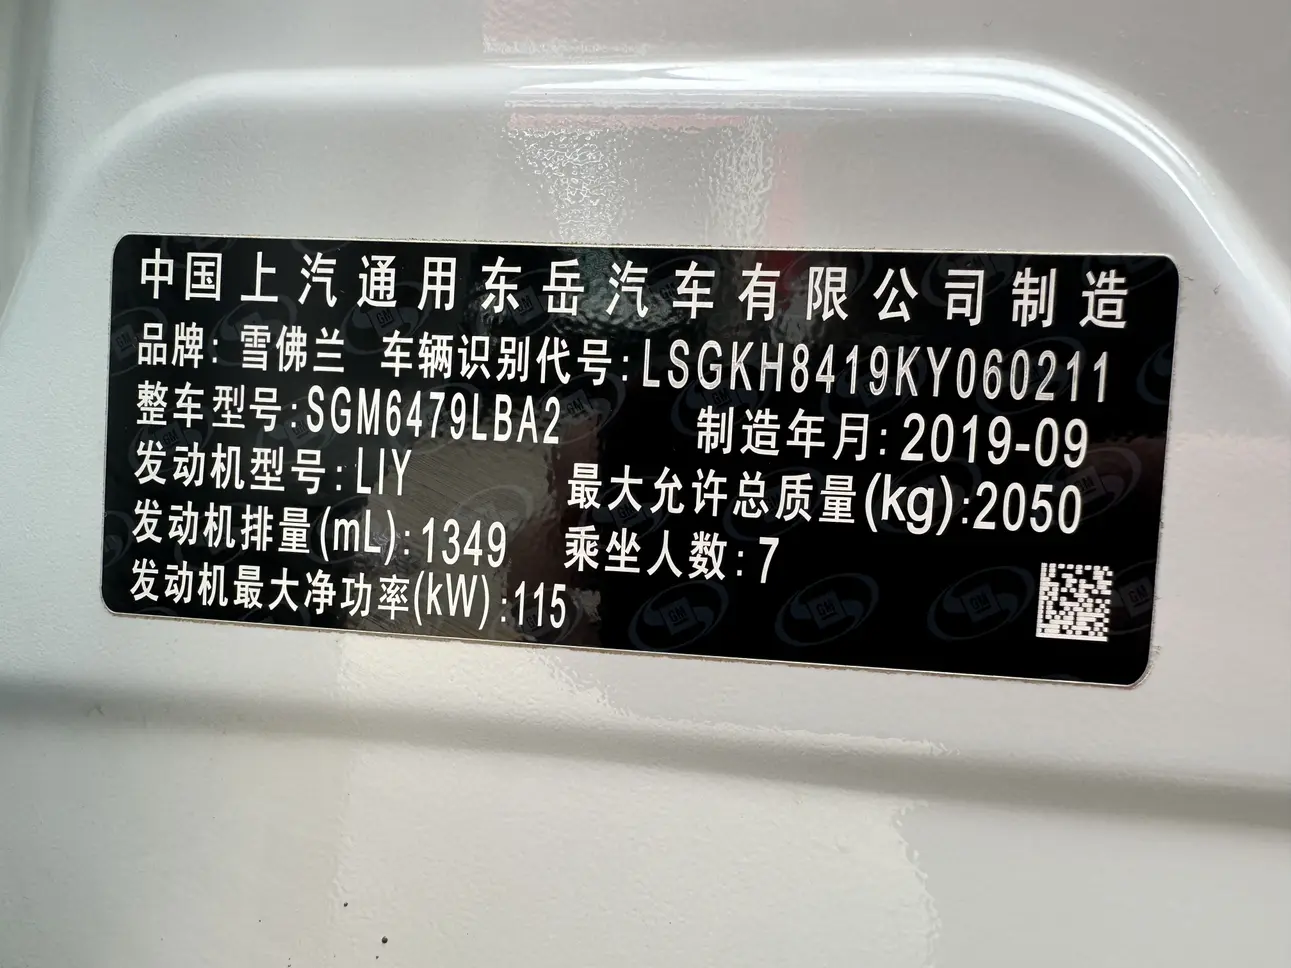 中国上汽通用东岳汽车有限公司制造
品牌: 雪佛兰 车辆识别代号:LSGKH8419KY060211
整车型号:SGM6479LBA2 制造年月:2019-09
发动机型号:LIY 最大允许总质量(kg):2050
发动机排量(mL):1349 乘坐人数:7
发动机最大净功率(kW):115